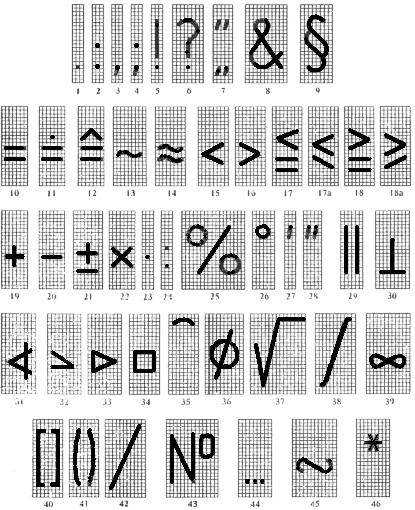 . : , ; ! ? „ ” & §
1 2 3 4 5 6 7 8 9
= ≐ ≙ ~ ≈ < > ≦ ⩽ ≧ ⩾
10 11 12 13 14 15 16 17 17a 18 18a
+ − ± × · : % ° ′ ″ ∥ ⊥
19 20 21 22 23 24 25 26 27 28 29 30
∢ ▷ □ ⌒ ⌀ √ ∫ ∞
31 32 33 34 35 36 37 38 39
[ ] ( ) / № ... ∾ *
40 41 42 43 44 45 46